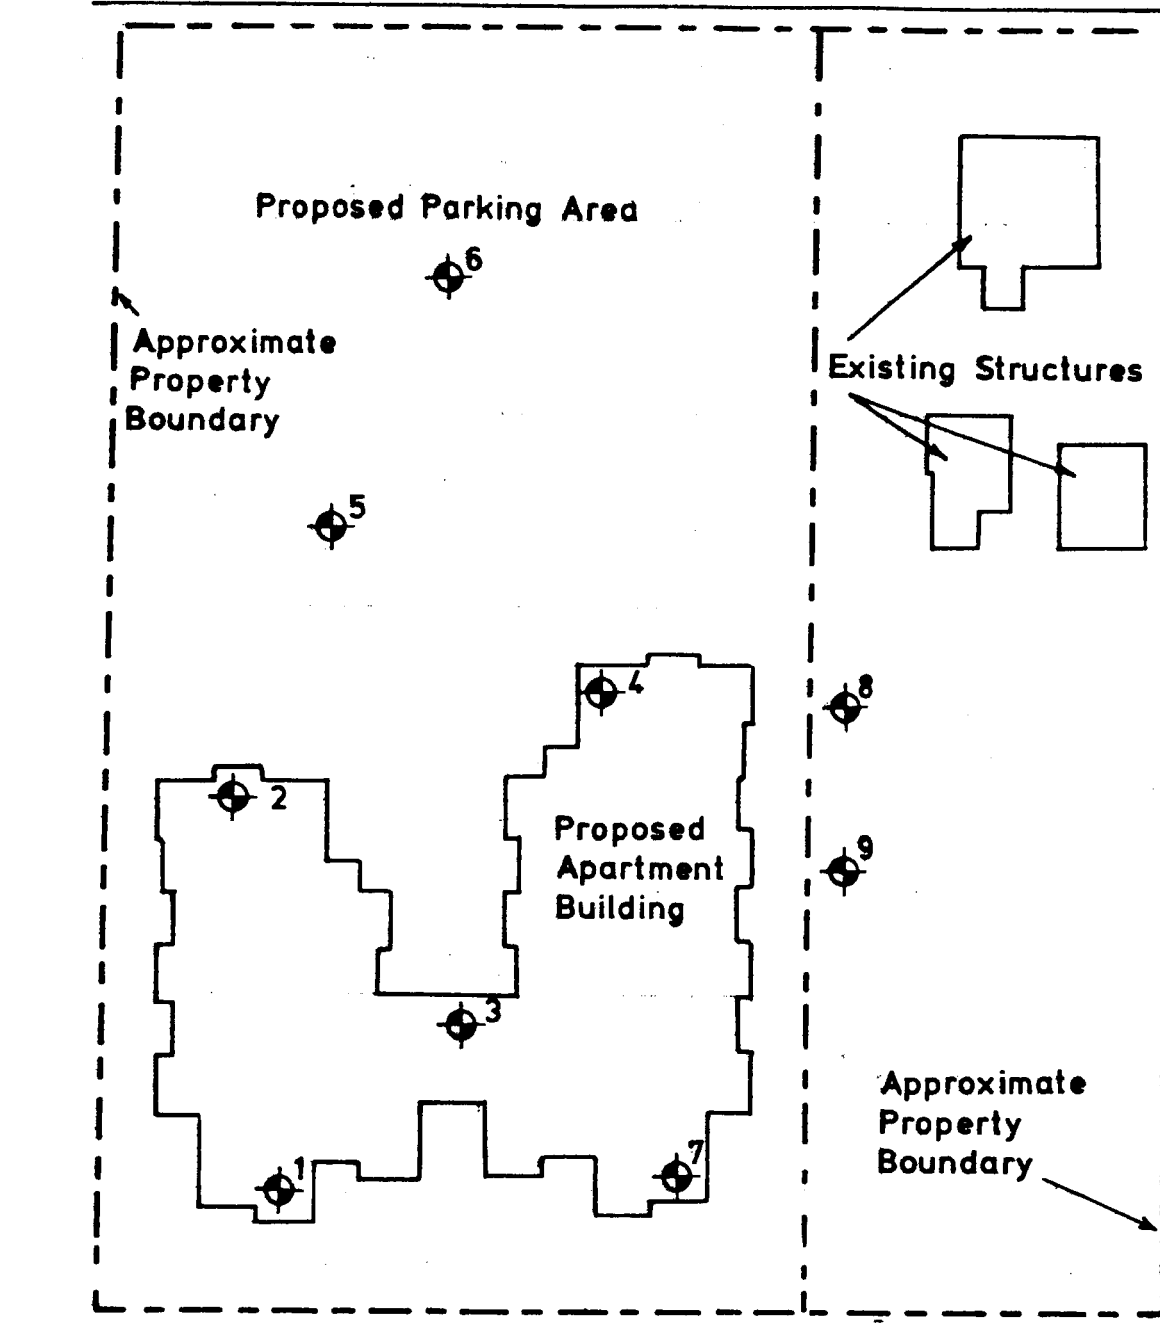 Proposed Parking Area
6
Approximate
Property
Boundary
Existing Structures
5
4
8
2
Proposed
Apartment
Building
9
3
Approximate
Property
Boundary
1
7